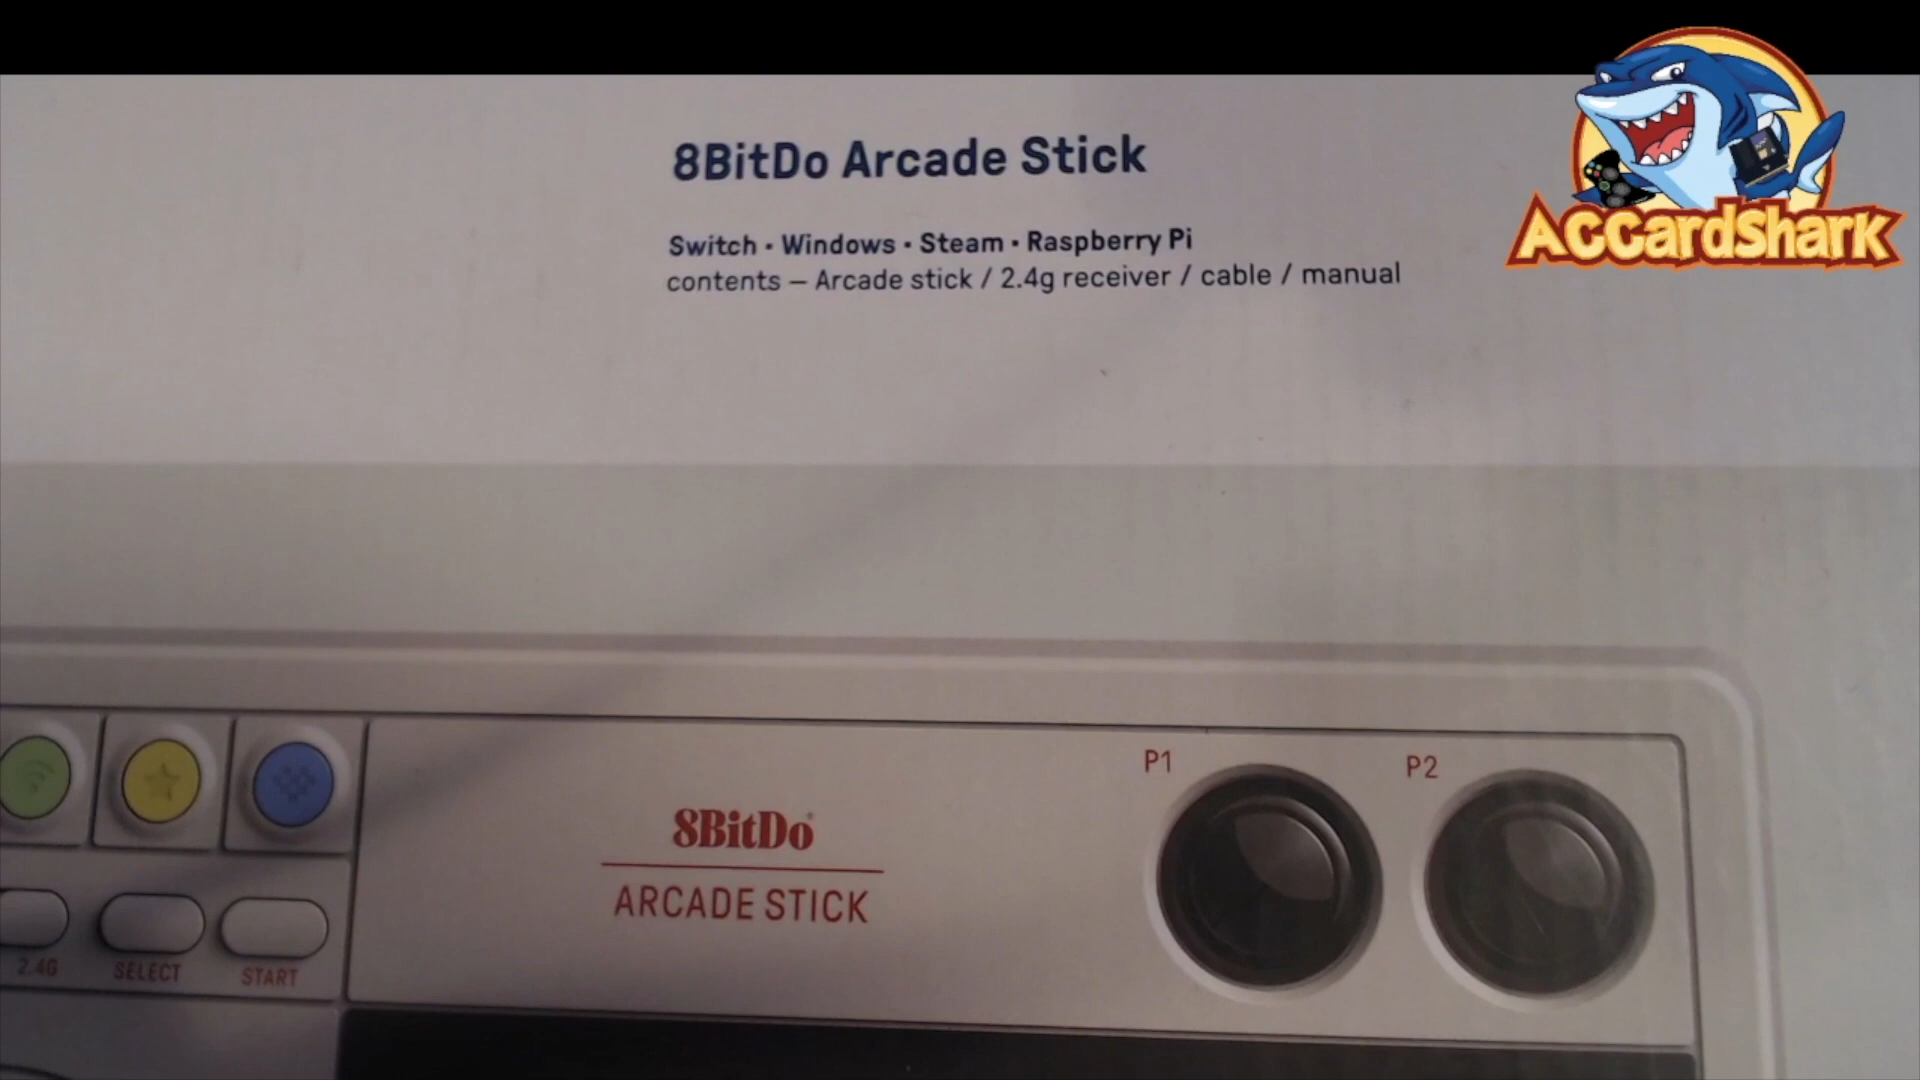 8BitDo Arcade Stick
Switch · Windows · Steam · Raspberry Pi
contents – Arcade stick / 2.4g receiver / cable / manual
ACCardShark
P1
P2
8BitDo
ARCADE STICK
2.4G
SELECT
START